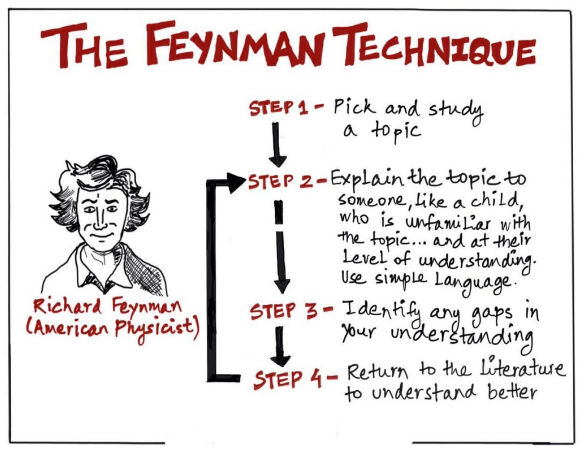 THE FEYNMAN TECHNIQUE
STEP 1 - Pick and study
a topic
STEP 2 - Explain the topic to
someone, like a child,
who is unfamiliar with
the topic... and at their
level of understanding.
Use simple language.
STEP 3 - Identify any gaps in
your understanding
STEP 4 - Return to the literature
to understand better
Richard Feynman
(American Physicist)